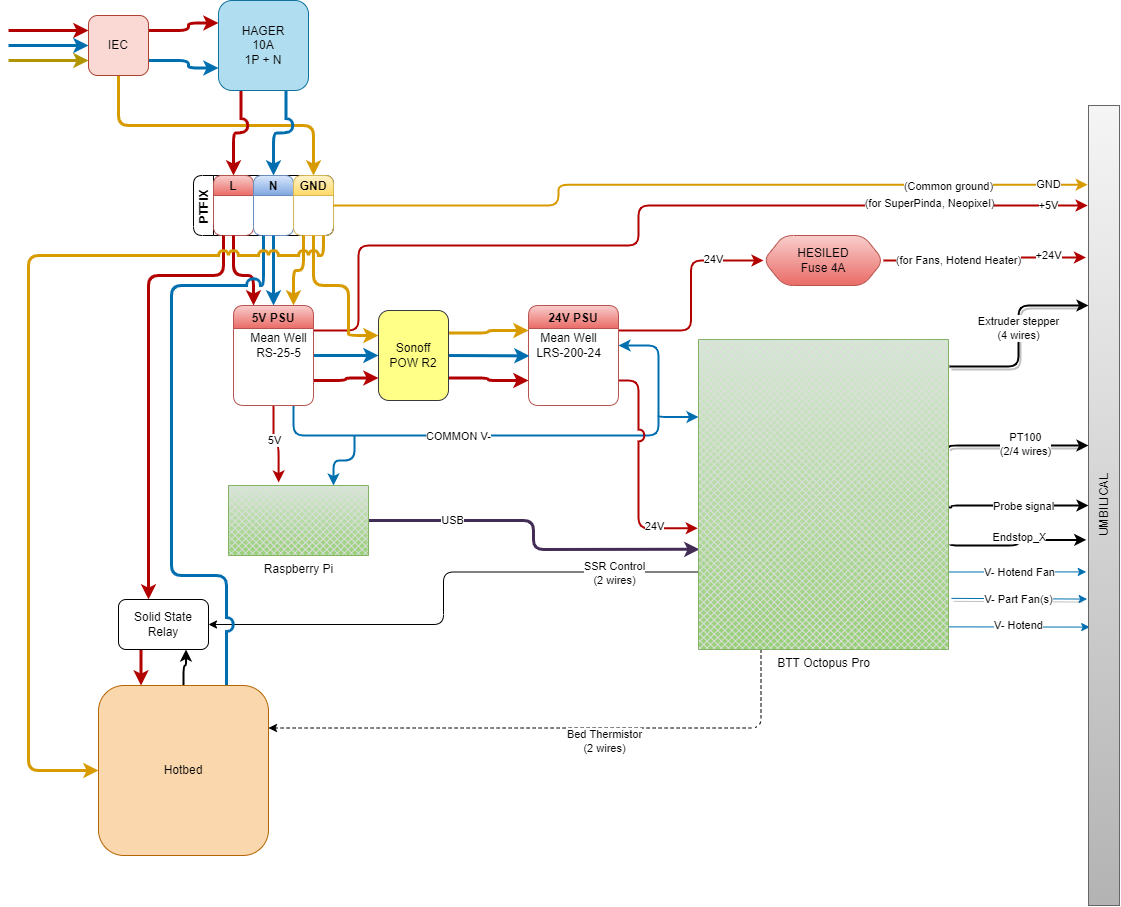 IEC
HAGER
10A
1P + N
PTFIX
L
N
GND
(Common ground)
GND
(for SuperPinda, Neopixel)
+5V
24V
HESILED
Fuse 4A
(for Fans, Hotend Heater)
+24V
5V PSU
Mean Well
RS-25-5
Sonoff
POW R2
24V PSU
Mean Well
LRS-200-24
Extruder stepper
(4 wires)
5V
COMMON V-
PT100
(2/4 wires)
UMBILICAL
USB
24V
Probe signal
Endstop_X
Raspberry Pi
SSR Control
(2 wires)
V- Hotend Fan
V- Part Fan(s)
V- Hotend
Solid State
Relay
BTT Octopus Pro
Bed Thermistor
(2 wires)
Hotbed